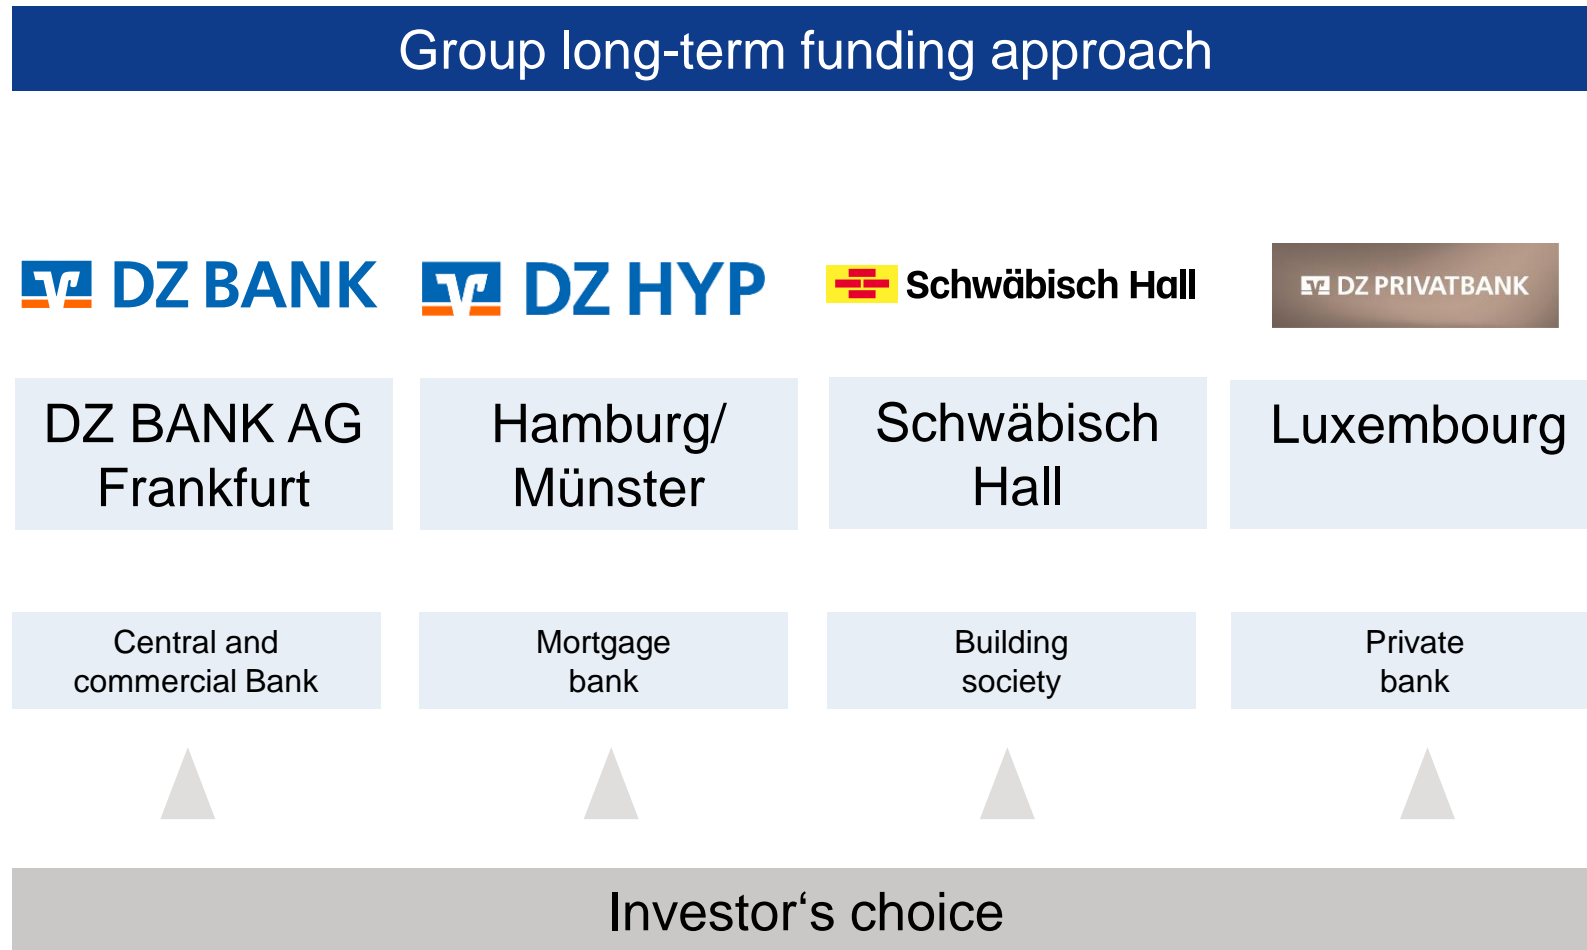 Group long-term funding approach
DZ BANK
DZ HYP
Schwäbisch Hall
DZ PRIVATBANK
DZ BANK AG
Frankfurt
Hamburg/
Münster
Schwäbisch
Hall
Luxembourg
Central and
commercial Bank
Mortgage
bank
Building
society
Private
bank
Investor‘s choice